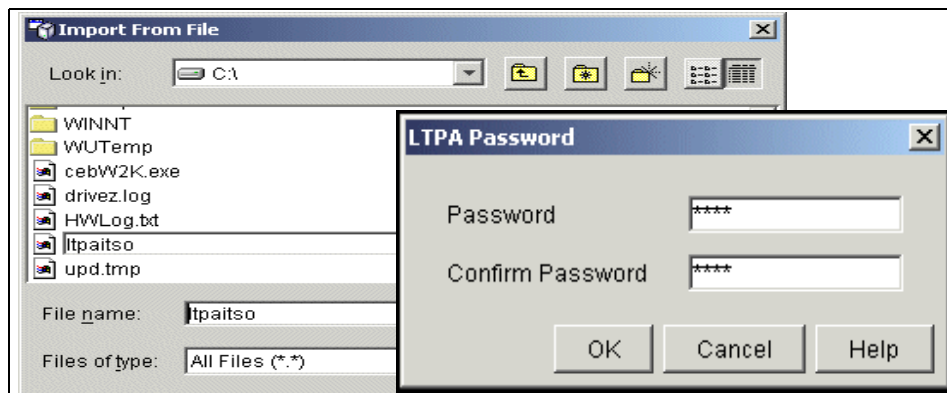 Import From File
Look in:
C:\
WINNT
WUTemp
cebW2K.exe
drivez.log
HWLog.txt
ltpaitso
upd.tmp
File name:
ltpaitso
Files of type:
All Files (*.*)
LTPA Password
Password
****
Confirm Password
****
OK
Cancel
Help